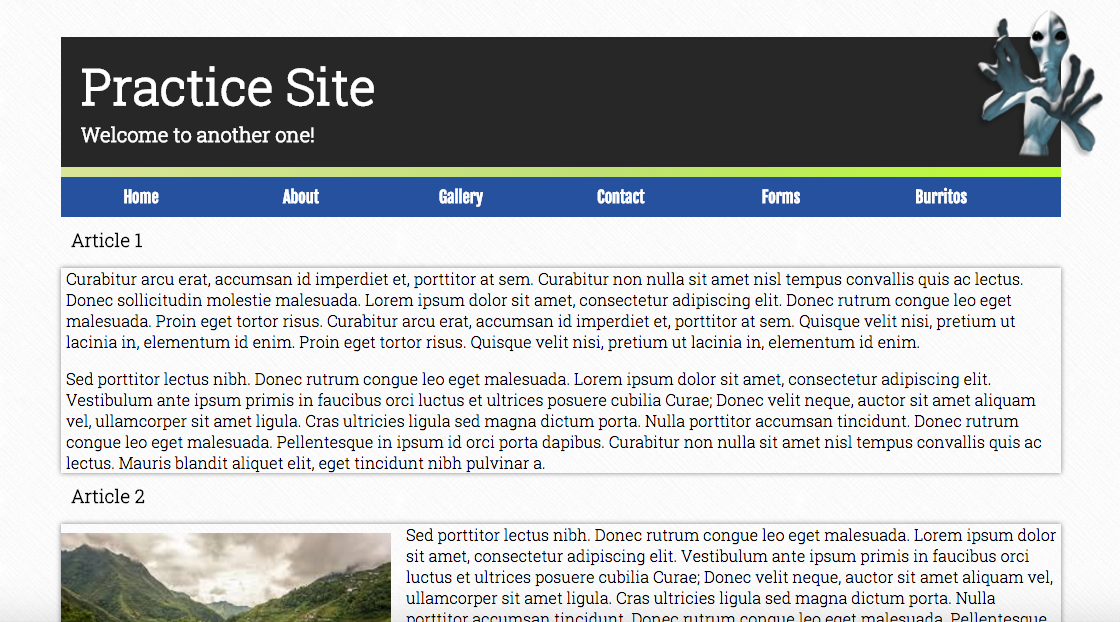 Practice Site
Welcome to another one!
Home About Gallery Contact Forms Burritos
Article 1
Curabitur arcu erat, accumsan id imperdiet et, porttitor at sem. Curabitur non nulla sit amet nisl tempus convallis quis ac lectus.
Donec sollicitudin molestie malesuada. Lorem ipsum dolor sit amet, consectetur adipiscing elit. Donec rutrum congue leo eget
malesuada. Proin eget tortor risus. Curabitur arcu erat, accumsan id imperdiet et, porttitor at sem. Quisque velit nisi, pretium ut
lacinia in, elementum id enim. Proin eget tortor risus. Quisque velit nisi, pretium ut lacinia in, elementum id enim.
Sed porttitor lectus nibh. Donec rutrum congue leo eget malesuada. Lorem ipsum dolor sit amet, consectetur adipiscing elit.
Vestibulum ante ipsum primis in faucibus orci luctus et ultrices posuere cubilia Curae; Donec velit neque, auctor sit amet aliquam
vel, ullamcorper sit amet ligula. Cras ultricies ligula sed magna dictum porta. Nulla porttitor accumsan tincidunt. Donec rutrum
congue leo eget malesuada. Pellentesque in ipsum id orci porta dapibus. Curabitur non nulla sit amet nisl tempus convallis quis ac
lectus. Mauris blandit aliquet elit, eget tincidunt nibh pulvinar a.
Article 2
Sed porttitor lectus nibh. Donec rutrum congue leo eget malesuada. Lorem ipsum dolor
sit amet, consectetur adipiscing elit. Vestibulum ante ipsum primis in faucibus orci
luctus et ultrices posuere cubilia Curae; Donec velit neque, auctor sit amet aliquam vel,
ullamcorper sit amet ligula. Cras ultricies ligula sed magna dictum porta. Nulla
porttitor accumsan tincidunt. Donec rutrum congue leo eget malesuada. Pellentesque